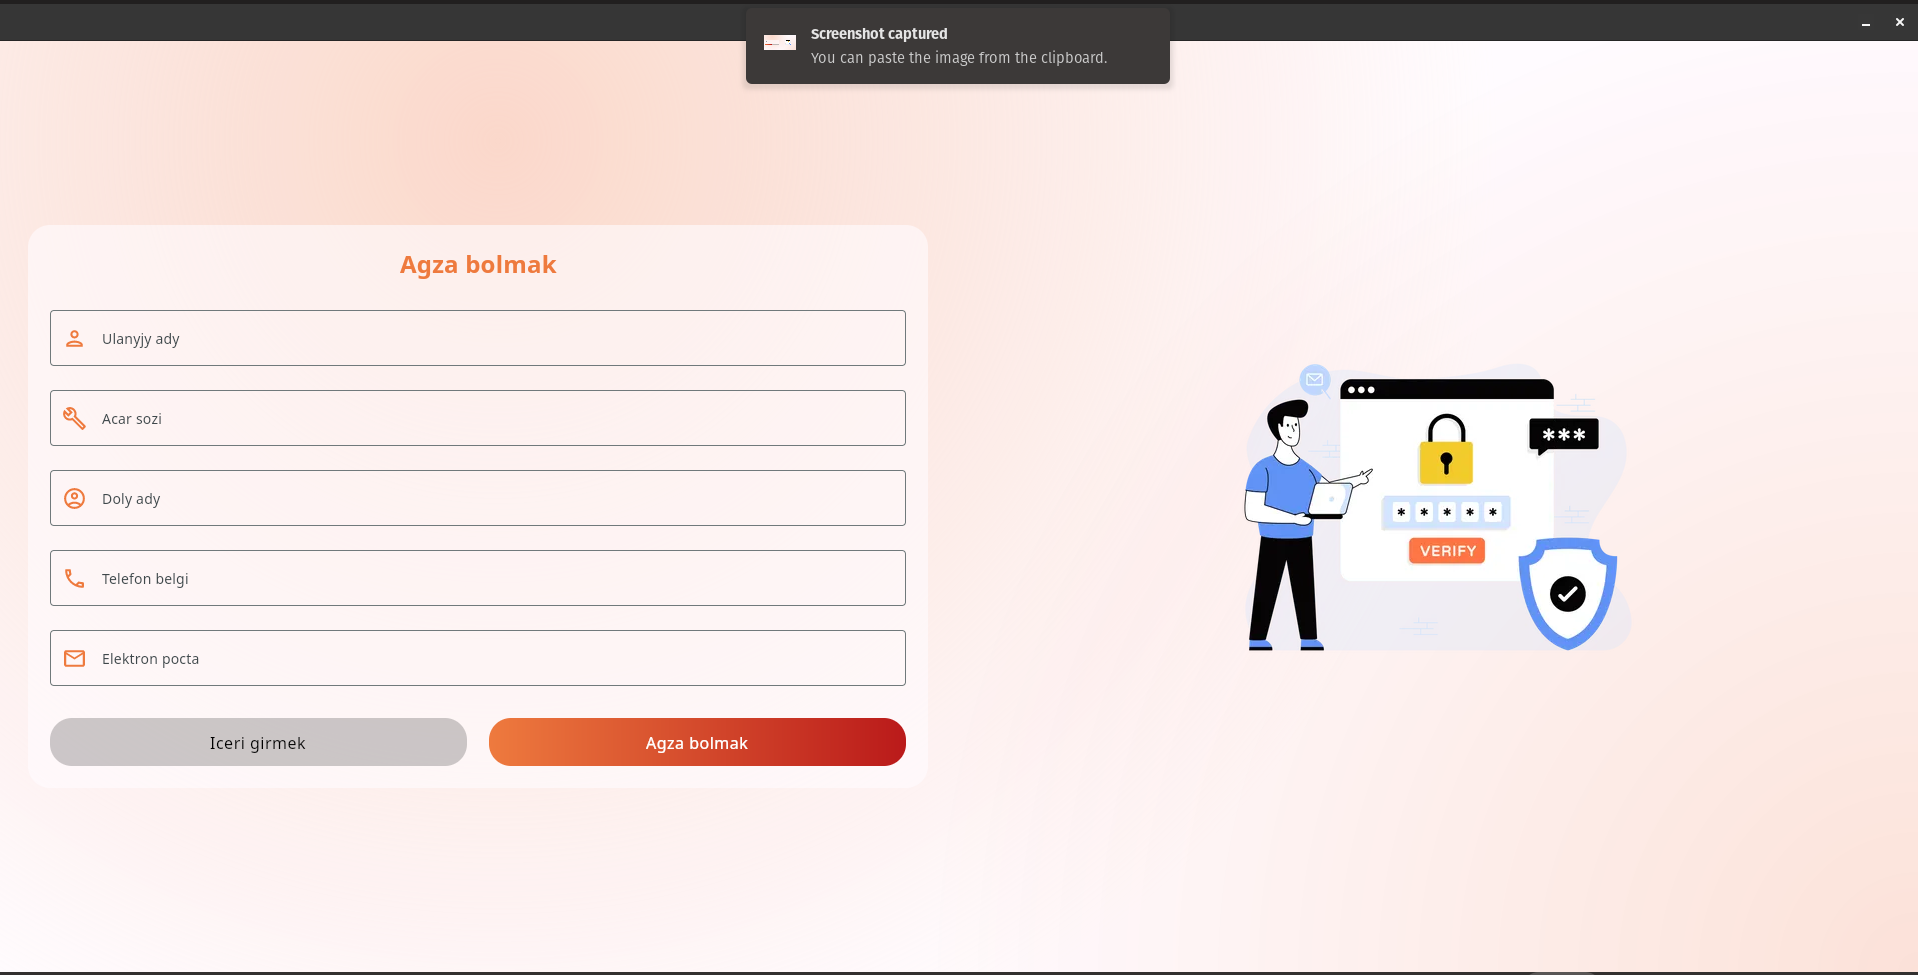 Screenshot captured
You can paste the image from the clipboard.
Agza bolmak
Ulanyjy ady
Acar sozi
Doly ady
Telefon belgi
Elektron pocta
Iceri girmek
Agza bolmak
***
* * * * *
VERIFY